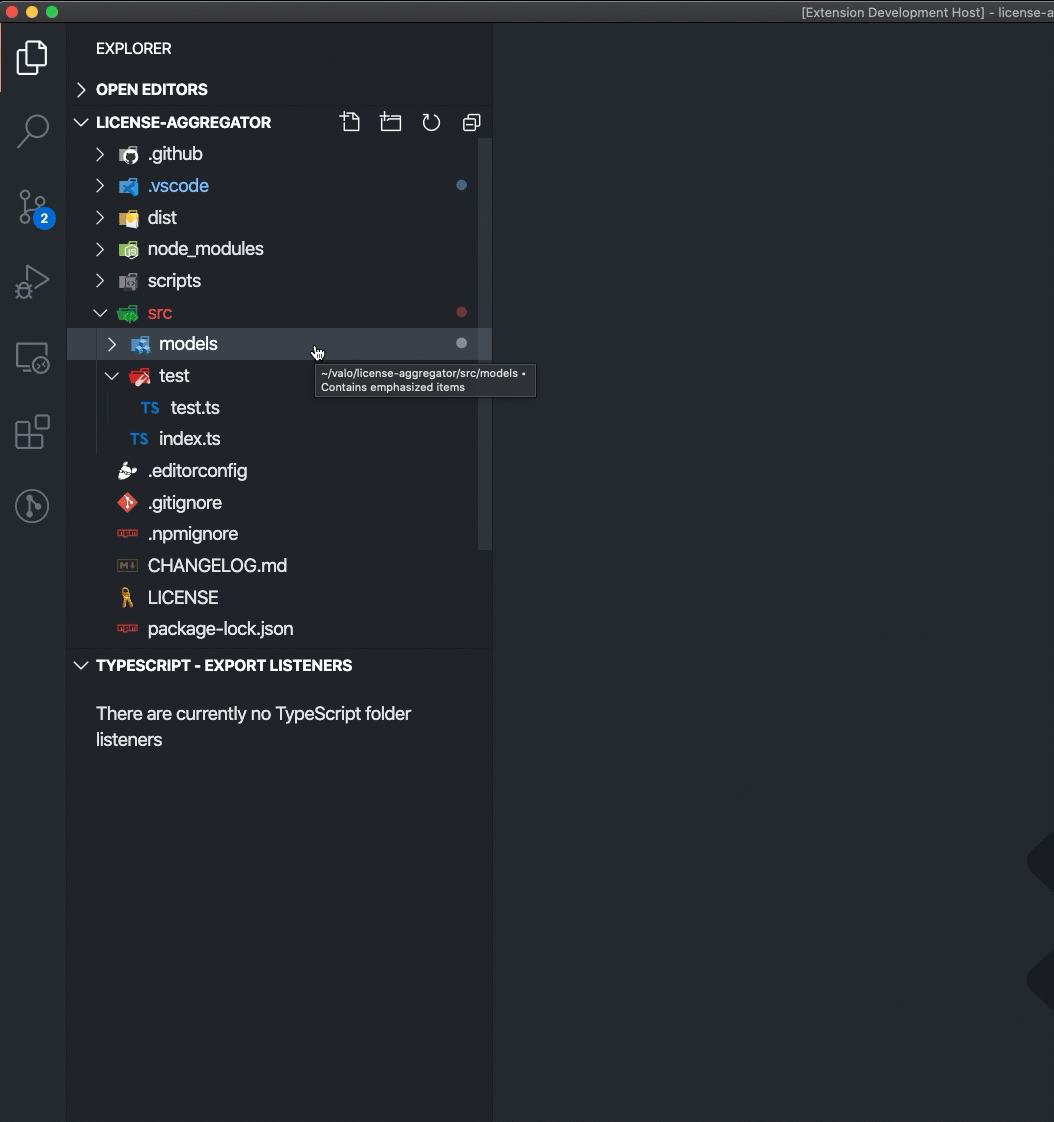 [Extension Development Host] - license-a
EXPLORER
OPEN EDITORS
LICENSE-AGGREGATOR
.github
.vscode
dist
2
node_modules
scripts
src
models
~/valo/license-aggregator/src/models •
Contains emphasized items
test
TS test.ts
TS index.ts
.editorconfig
.gitignore
npm .npmignore
M↓ CHANGELOG.md
LICENSE
npm package-lock.json
TYPESCRIPT - EXPORT LISTENERS
There are currently no TypeScript folder
listeners